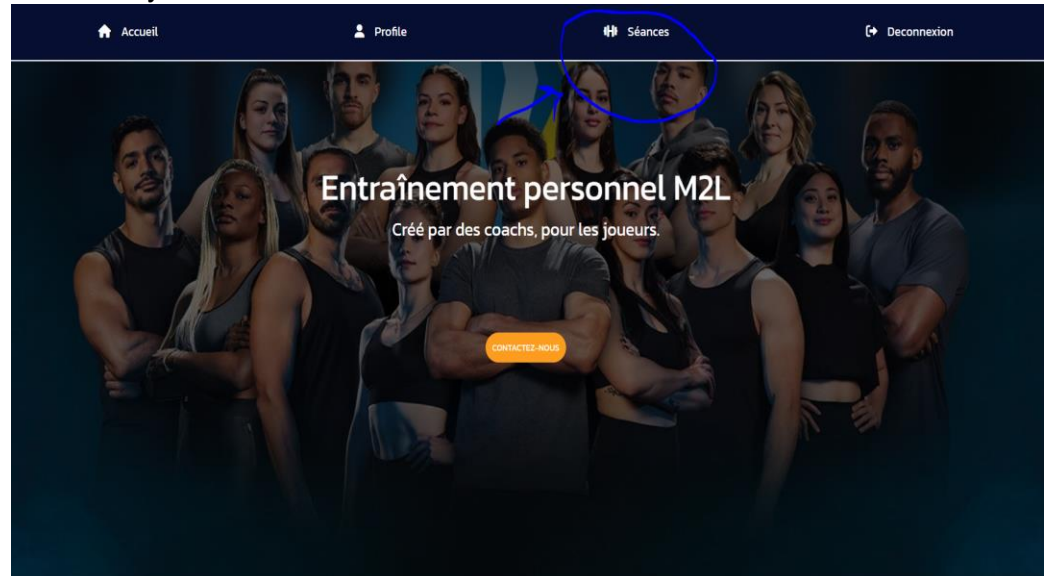 Accueil
Profile
Séances
Deconnexion
Entraînement personnel M2L
Créé par des coachs, pour les joueurs.
CONTACTEZ-NOUS